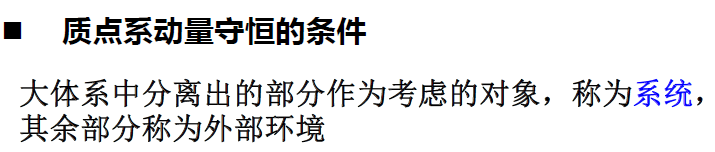 ■ 质点系动量守恒的条件
大体系中分离出的部分作为考虑的对象，称为系统，
其余部分称为外部环境